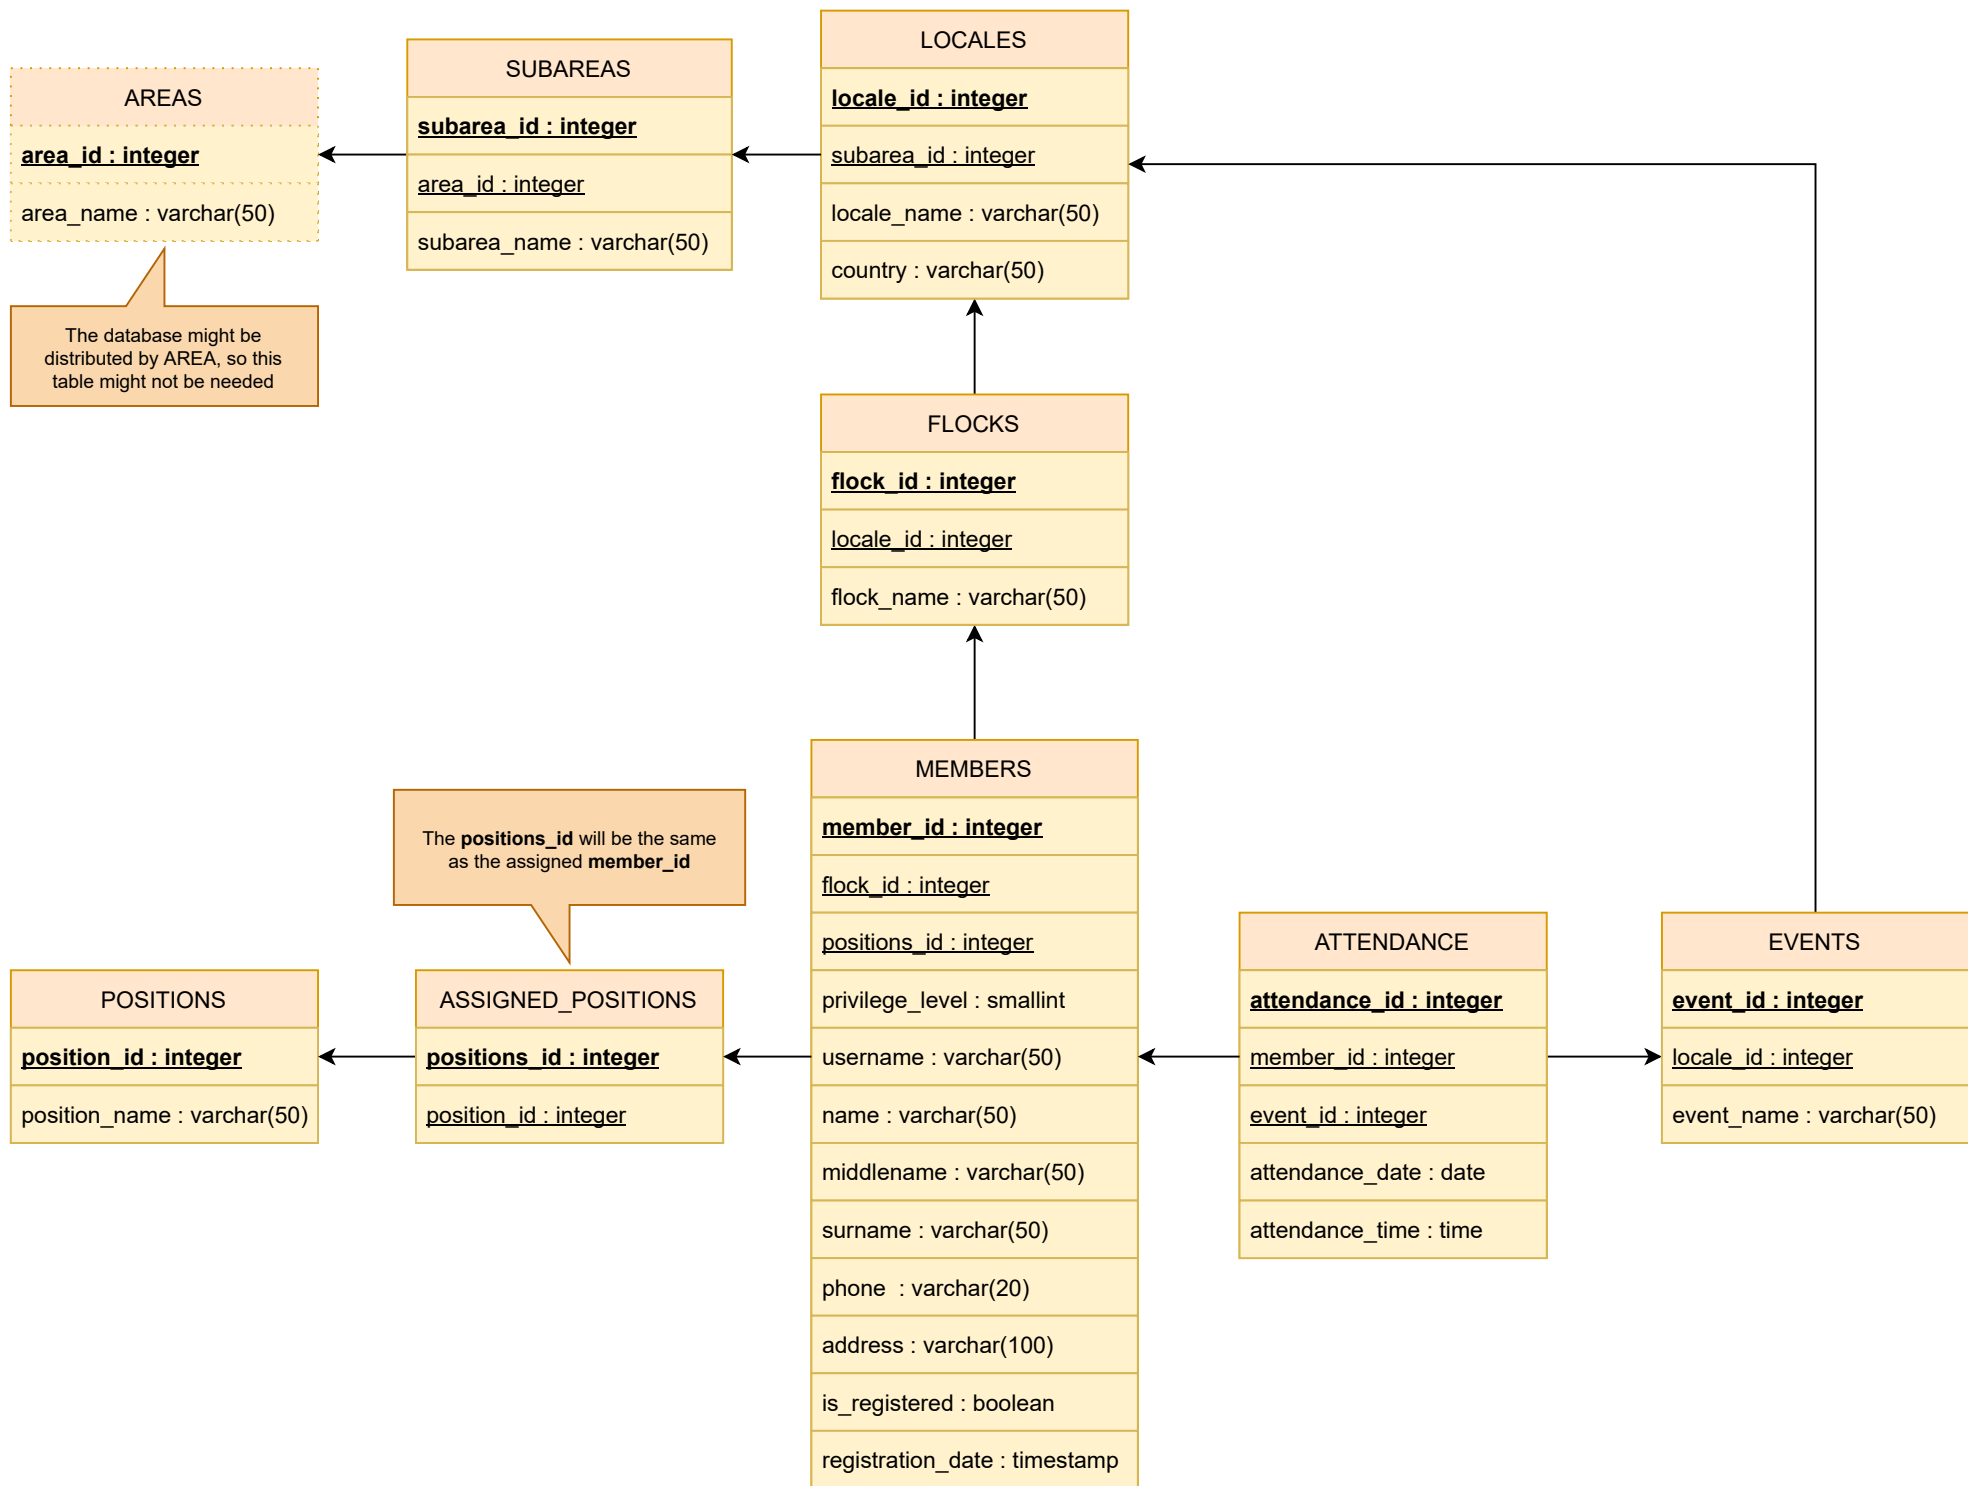 AREAS
area_id : integer
area_name : varchar(50)
The database might be
distributed by AREA, so this
table might not be needed
SUBAREAS
subarea_id : integer
area_id : integer
subarea_name : varchar(50)
LOCALES
locale_id : integer
subarea_id : integer
locale_name : varchar(50)
country : varchar(50)
FLOCKS
flock_id : integer
locale_id : integer
flock_name : varchar(50)
The positions_id will be the same
as the assigned member_id
POSITIONS
position_id : integer
position_name : varchar(50)
ASSIGNED_POSITIONS
positions_id : integer
position_id : integer
MEMBERS
member_id : integer
flock_id : integer
positions_id : integer
privilege_level : smallint
username : varchar(50)
name : varchar(50)
middlename : varchar(50)
surname : varchar(50)
phone  : varchar(20)
address : varchar(100)
is_registered : boolean
registration_date : timestamp
ATTENDANCE
attendance_id : integer
member_id : integer
event_id : integer
attendance_date : date
attendance_time : time
EVENTS
event_id : integer
locale_id : integer
event_name : varchar(50)